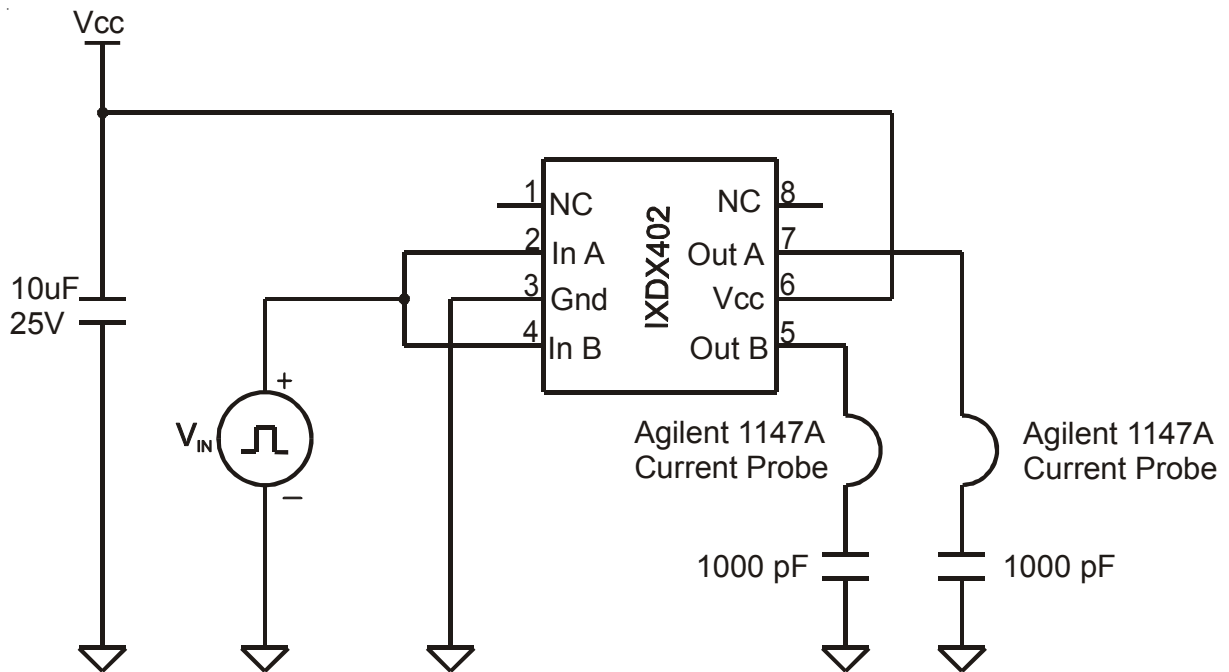 Vcc
10uF
25V
V_IN
+
−
1
NC
2
In A
3
Gnd
4
In B
IXDX402
NC
8
Out A
7
Vcc
6
Out B
5
Agilent 1147A
Current Probe
Agilent 1147A
Current Probe
1000 pF
1000 pF